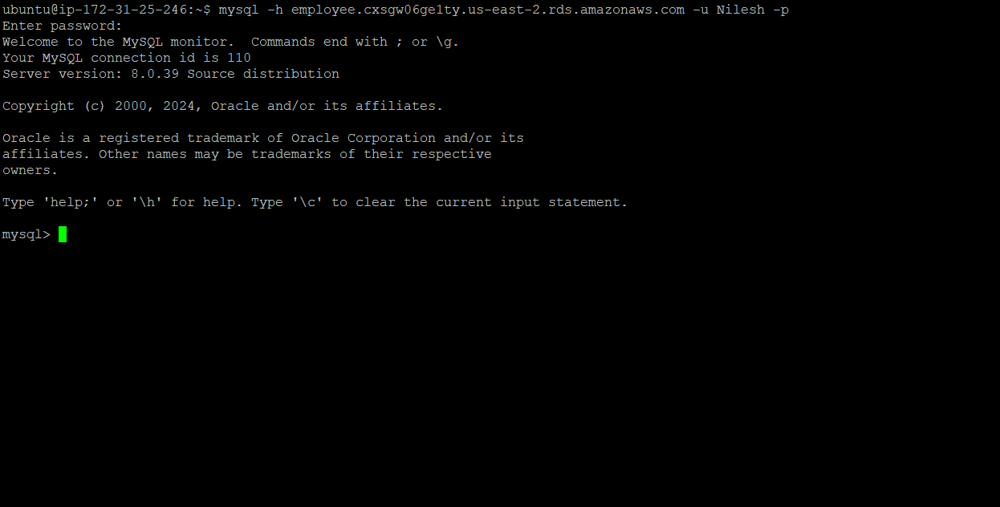 ubuntu@ip-172-31-25-246:~$ mysql -h employee.cxsgw06ge1ty.us-east-2.rds.amazonaws.com -u Nilesh -p
Enter password:
Welcome to the MySQL monitor.  Commands end with ; or \g.
Your MySQL connection id is 110
Server version: 8.0.39 Source distribution
Copyright (c) 2000, 2024, Oracle and/or its affiliates.
Oracle is a registered trademark of Oracle Corporation and/or its
affiliates. Other names may be trademarks of their respective
owners.
Type 'help;' or '\h' for help. Type '\c' to clear the current input statement.
mysql>